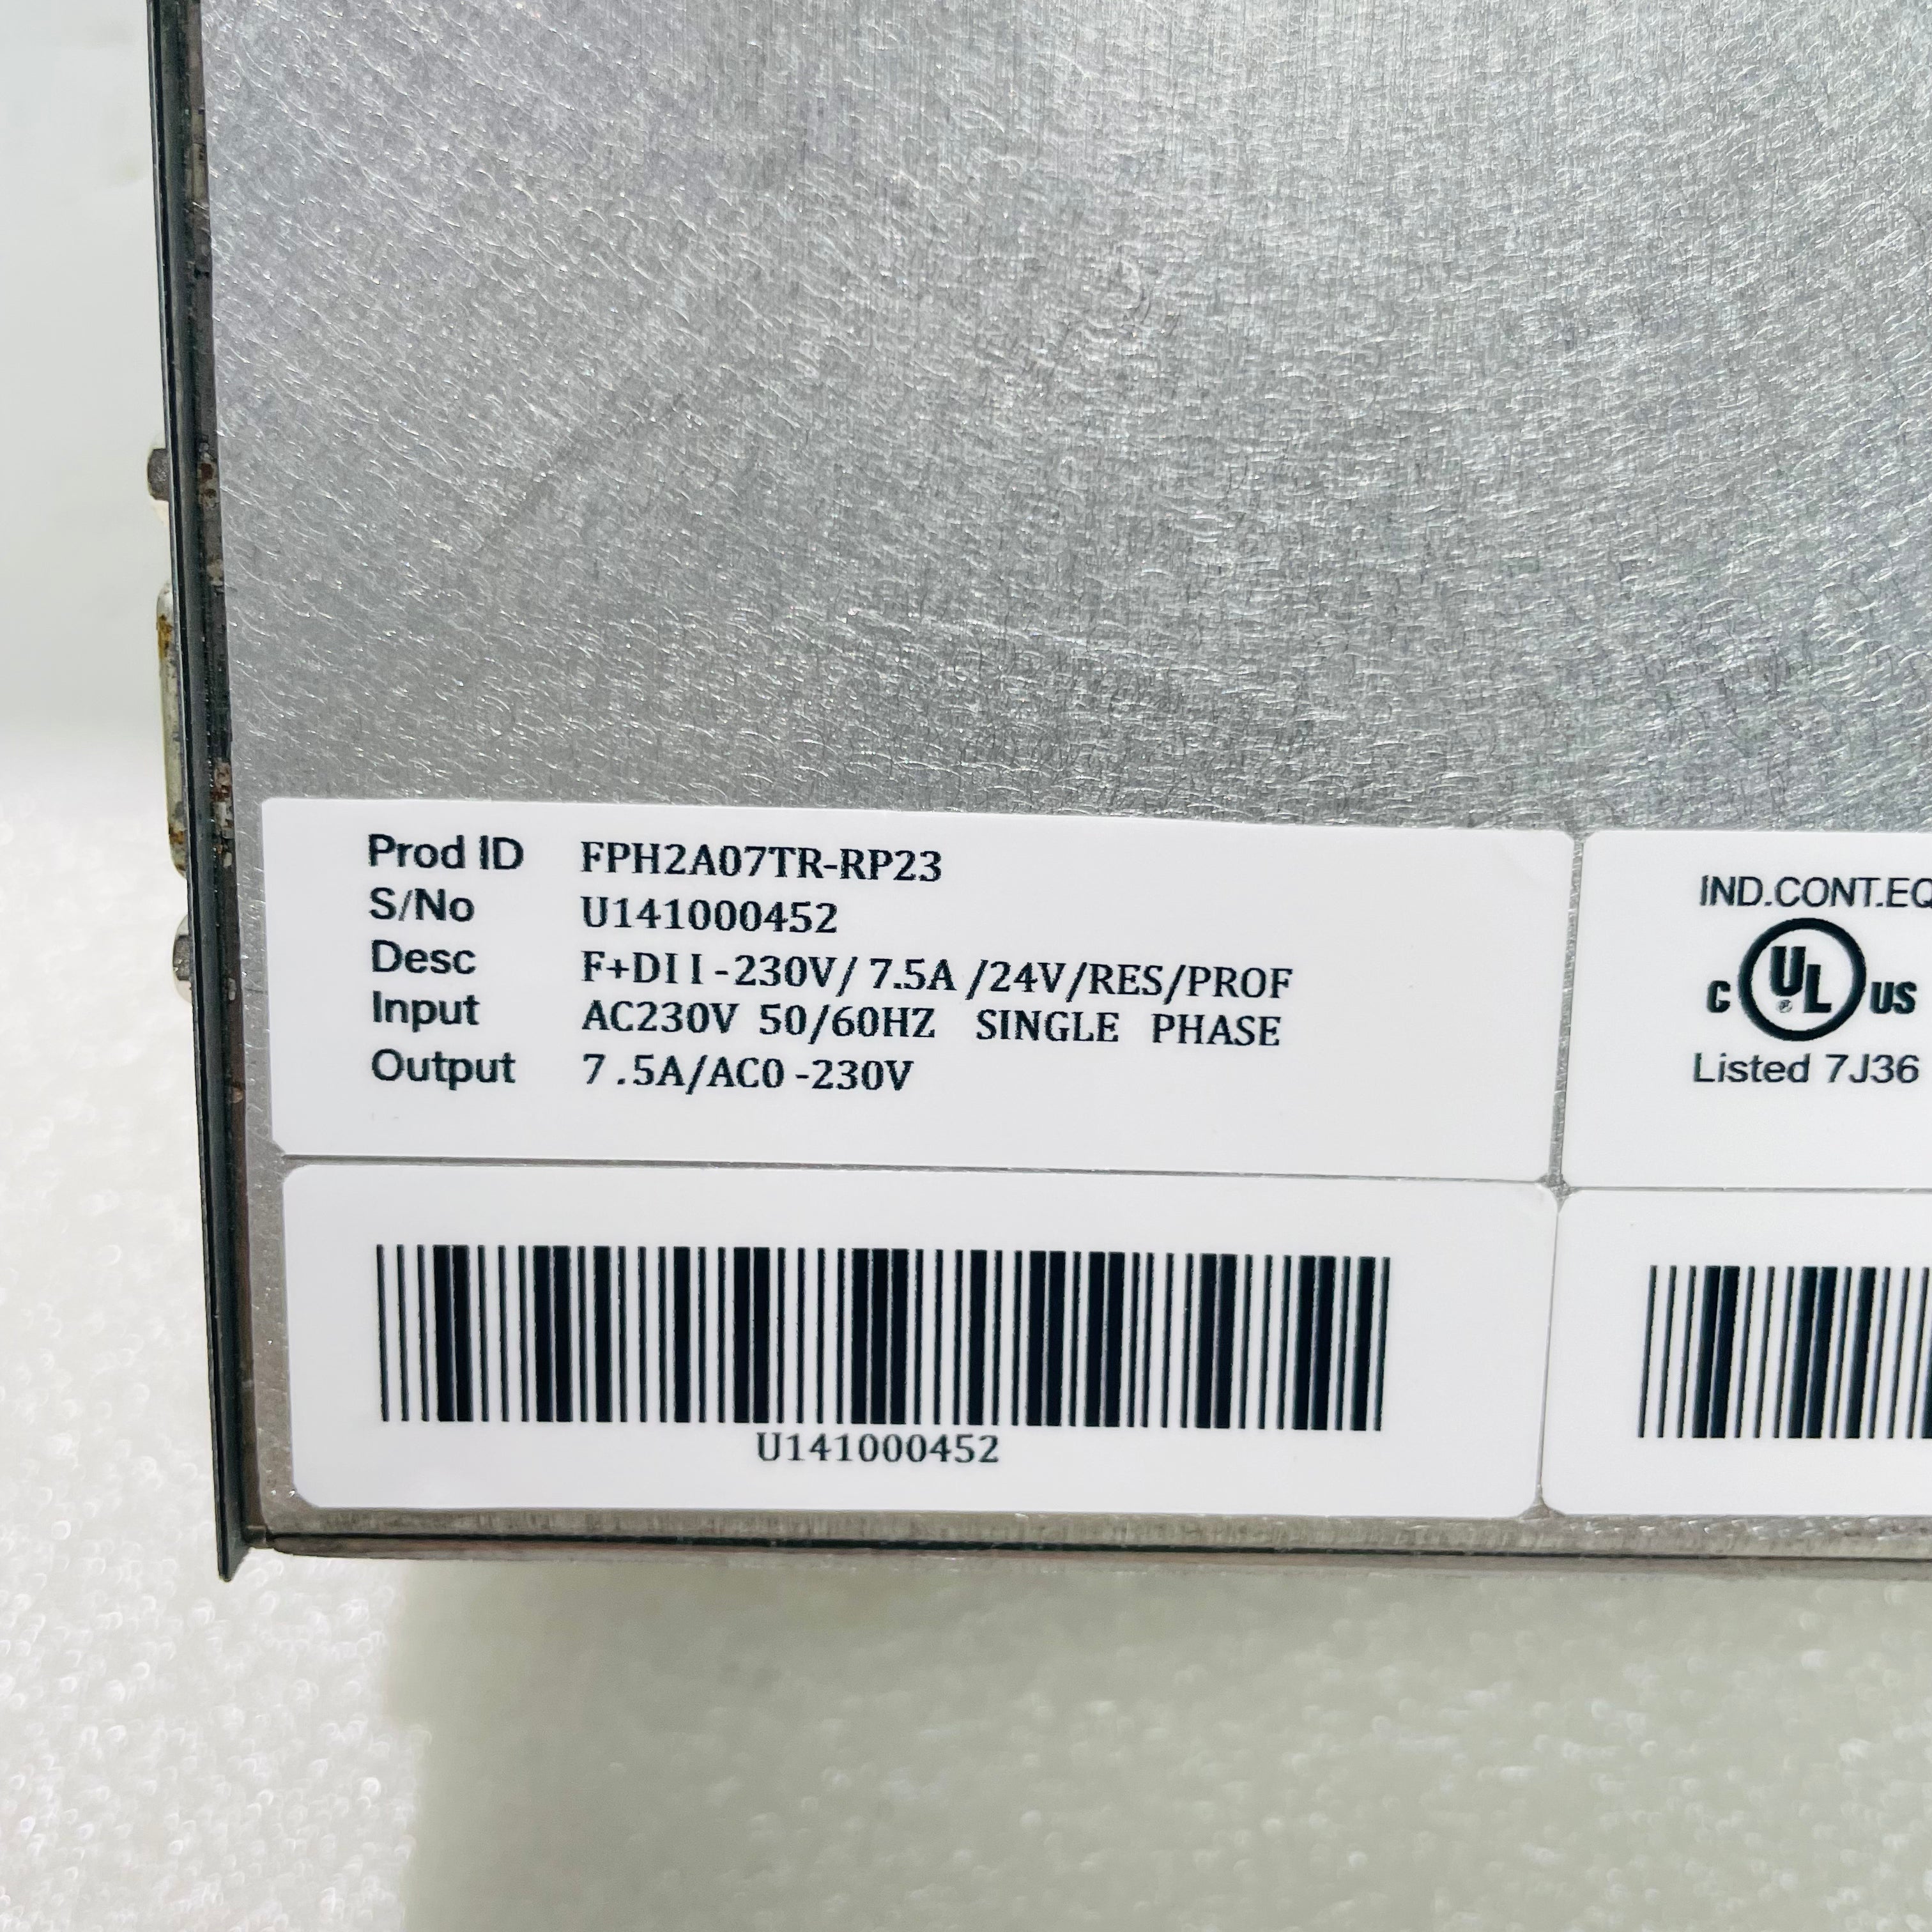 Prod ID FPH2A07TR-RP23
S/No U141000452
Desc F+DII-230V/ 7.5A /24V/RES/PROF
Input AC230V 50/60HZ SINGLE PHASE
Output 7.5A/AC0-230V
IND.CONT.EQ
C UL ® US
Listed 7J36
U141000452